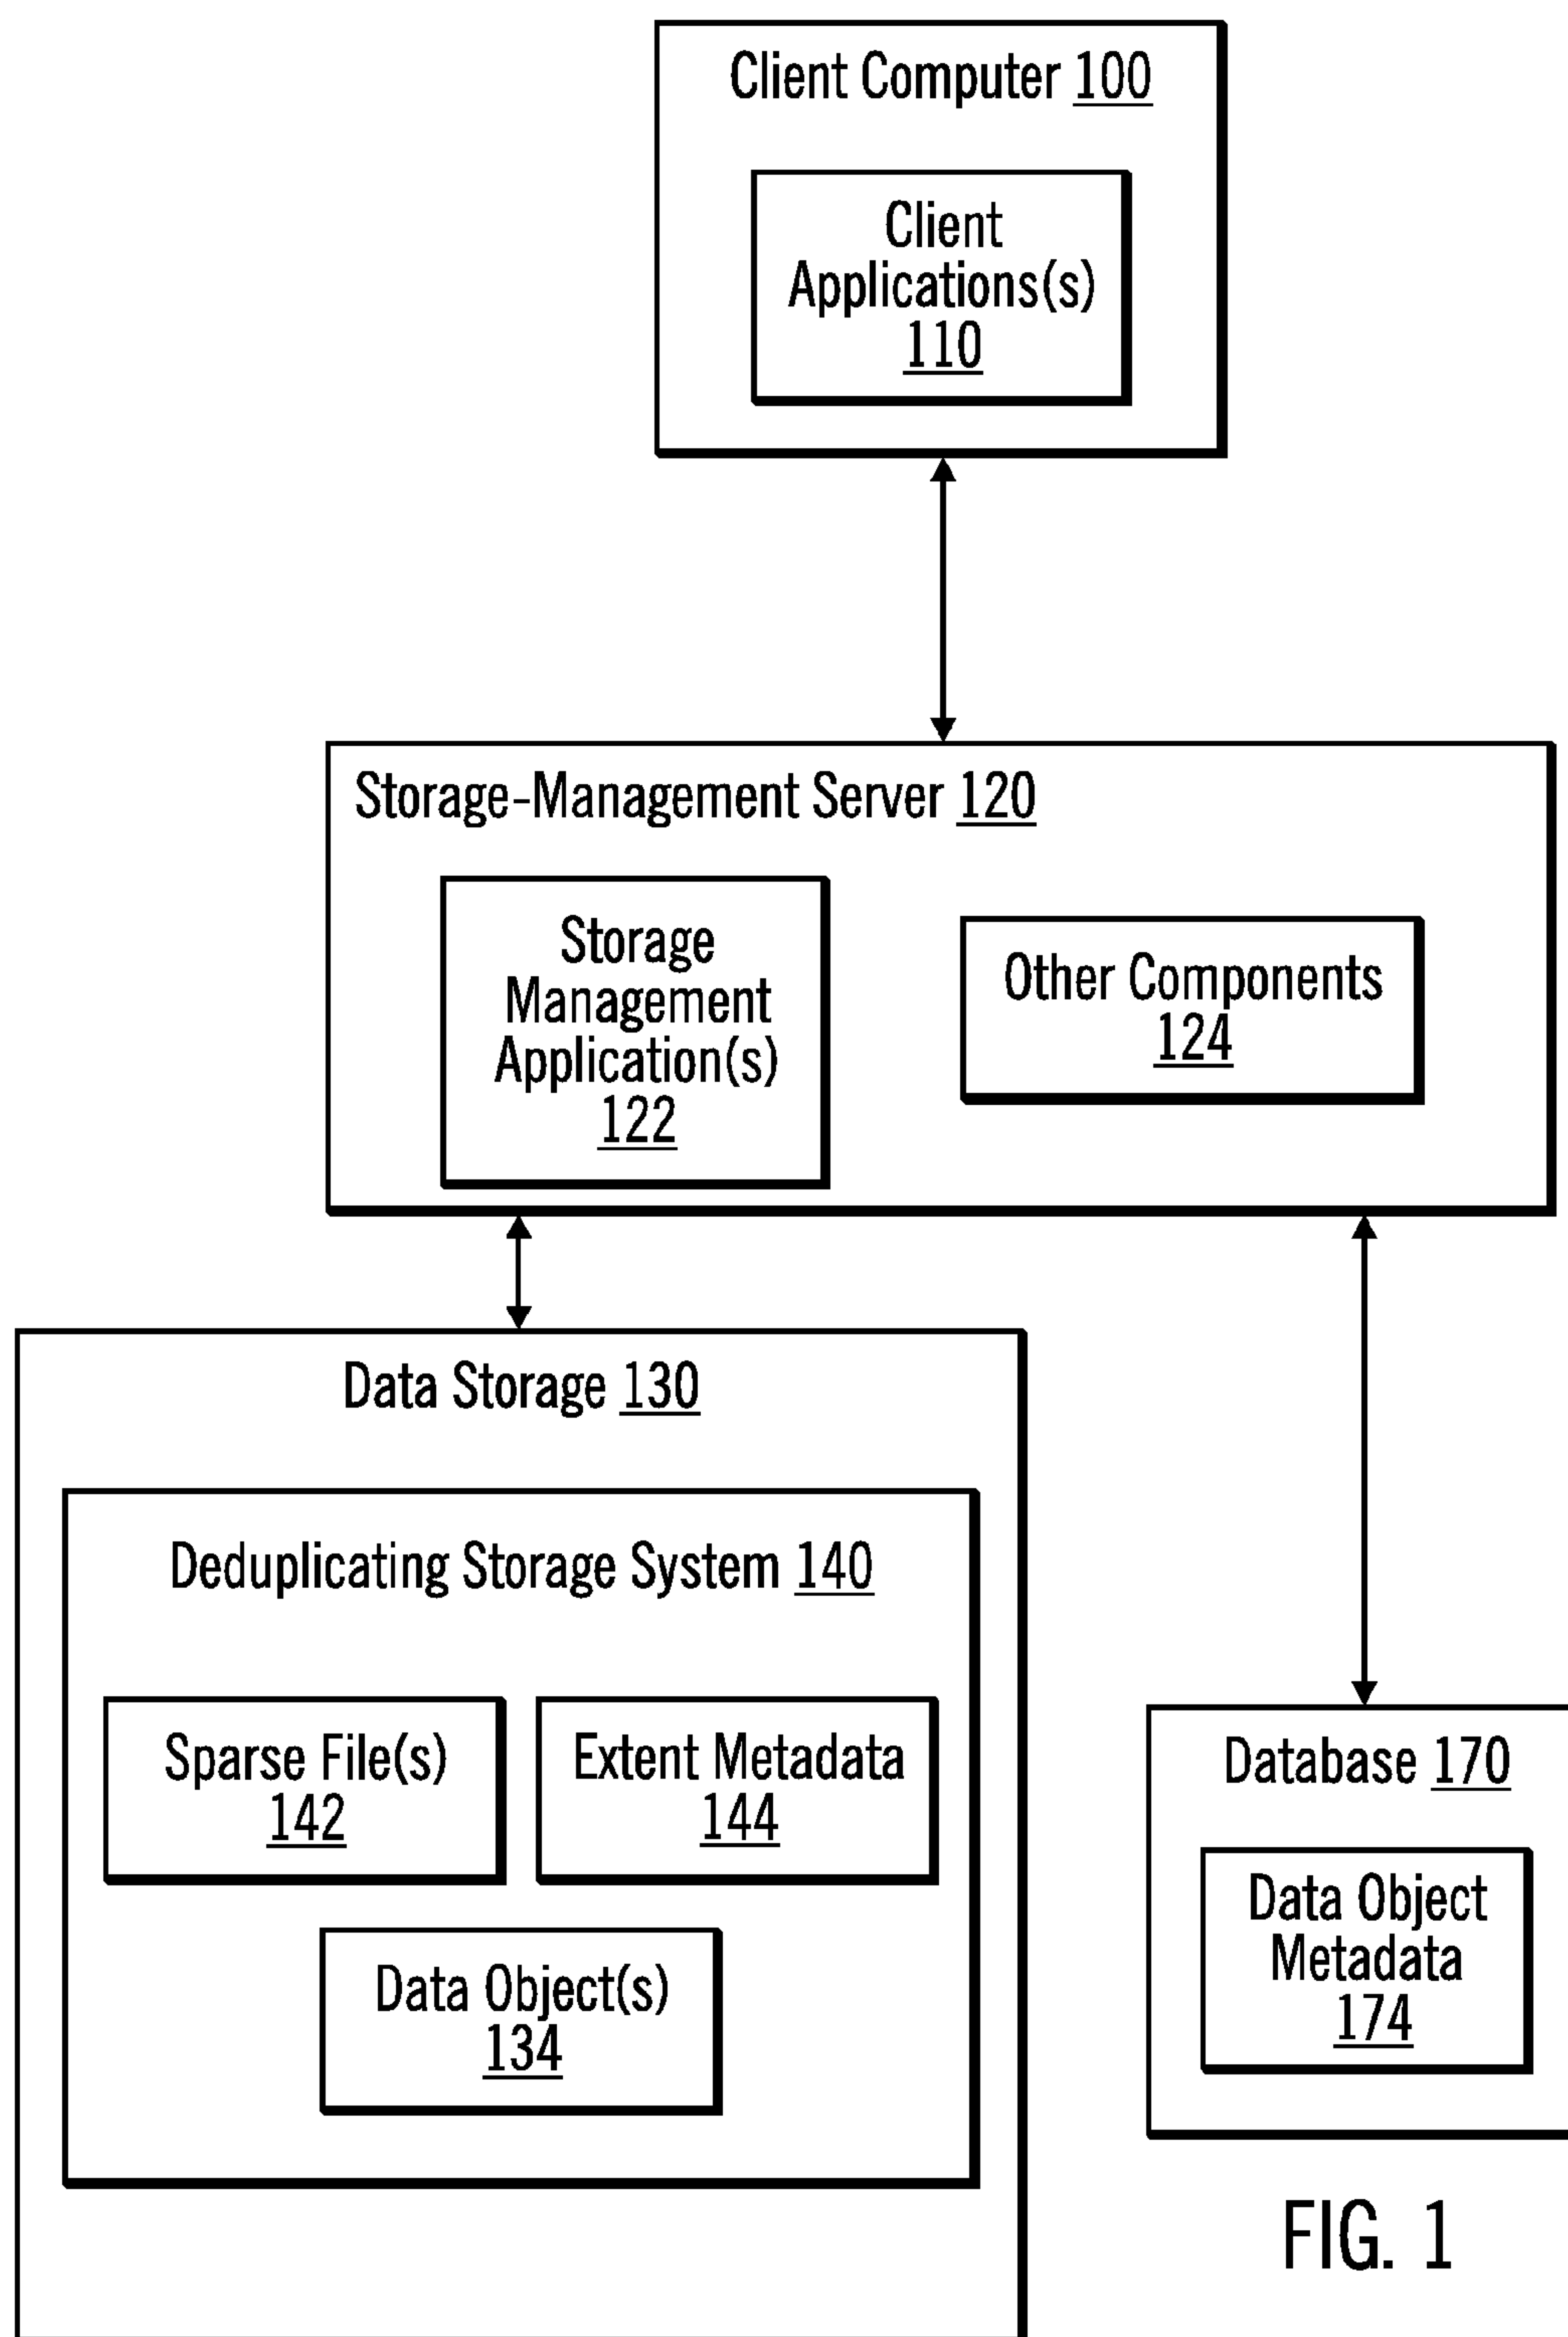 Client Computer 100
Client
Applications(s)
110
Storage-Management Server 120
Storage
Management
Application(s)
122
Other Components
124
Data Storage 130
Deduplicating Storage System 140
Sparse File(s)
142
Extent Metadata
144
Data Object(s)
134
Database 170
Data Object
Metadata
174
FIG. 1